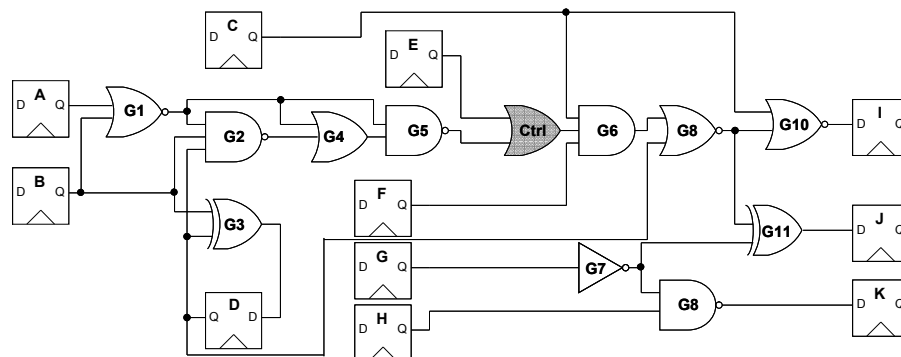 C
D Q
E
D Q
A
D Q
G1
G2
G4
G5
Ctrl
G6
G8
G10
I
D
B
D Q
F
D Q
G3
G11
J
D
G
D Q
G7
K
D
D
Q D
H
D Q
G8